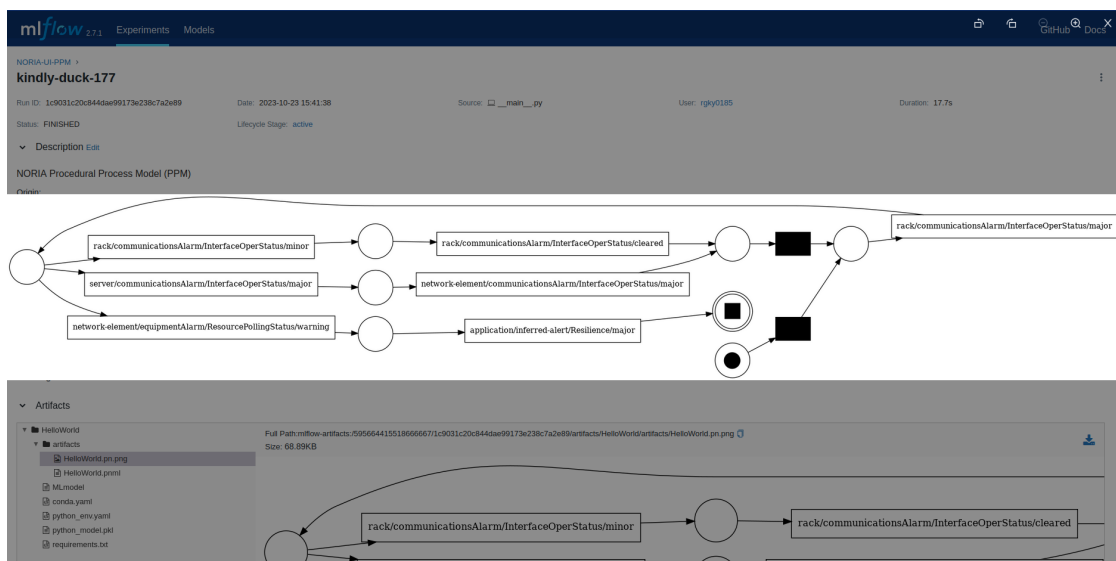 mlflow 2.7.1 Experiments Models GitHub Docs
NORIA-UI-PPM ›
kindly-duck-177
Run ID: 1c9031c20c844dae99173e238c7a2e89 Date: 2023-10-23 15:41:38 Source: __main__.py User: rgky0185 Duration: 17.7s
Status: FINISHED Lifecycle Stage: active
Description Edit
NORIA Procedural Process Model (PPM)
Origin:
rack/communicationsAlarm/InterfaceOperStatus/major
rack/communicationsAlarm/InterfaceOperStatus/minor rack/communicationsAlarm/InterfaceOperStatus/cleared
server/communicationsAlarm/InterfaceOperStatus/major network-element/communicationsAlarm/InterfaceOperStatus/major
network-element/equipmentAlarm/ResourcePollingStatus/warning application/inferred-alert/Resilience/major
Artifacts
HelloWorld
artifacts
HelloWorld.pn.png
HelloWorld.pnml
MLmodel
conda.yaml
python_env.yaml
python_model.pkl
requirements.txt
Full Path:mlflow-artifacts:/595664415518666667/1c9031c20c844dae99173e238c7a2e89/artifacts/HelloWorld/artifacts/HelloWorld.pn.png
Size: 68.89KB
rack/communicationsAlarm/InterfaceOperStatus/minor rack/communicationsAlarm/InterfaceOperStatus/cleared